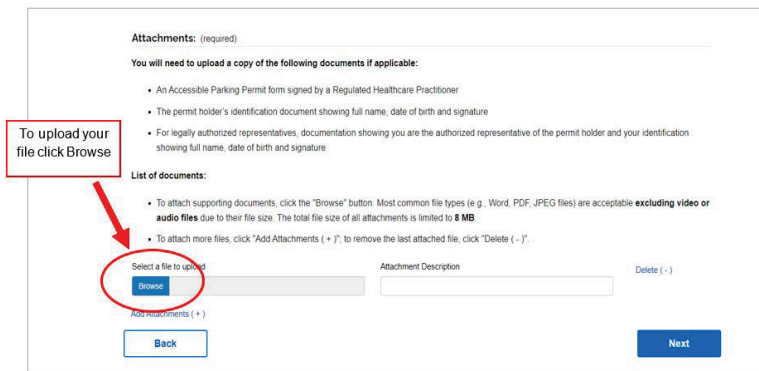 Attachments: (required)
You will need to upload a copy of the following documents if applicable:
• An Accessible Parking Permit form signed by a Regulated Healthcare Practitioner
• The permit holder's identification document showing full name, date of birth and signature
• For legally authorized representatives, documentation showing you are the authorized representative of the permit holder and your identification
showing full name, date of birth and signature
To upload your
file click Browse
List of documents:
• To attach supporting documents, click the "Browse" button. Most common file types (e.g., Word, PDF, JPEG files) are acceptable excluding video or
audio files due to their file size. The total file size of all attachments is limited to 8 MB
• To attach more files, click "Add Attachments ( + )"; to remove the last attached file, click "Delete ( - )".
Select a file to upload
Attachment Description
Delete ( - )
Browse
Add Attachments ( + )
Back
Next